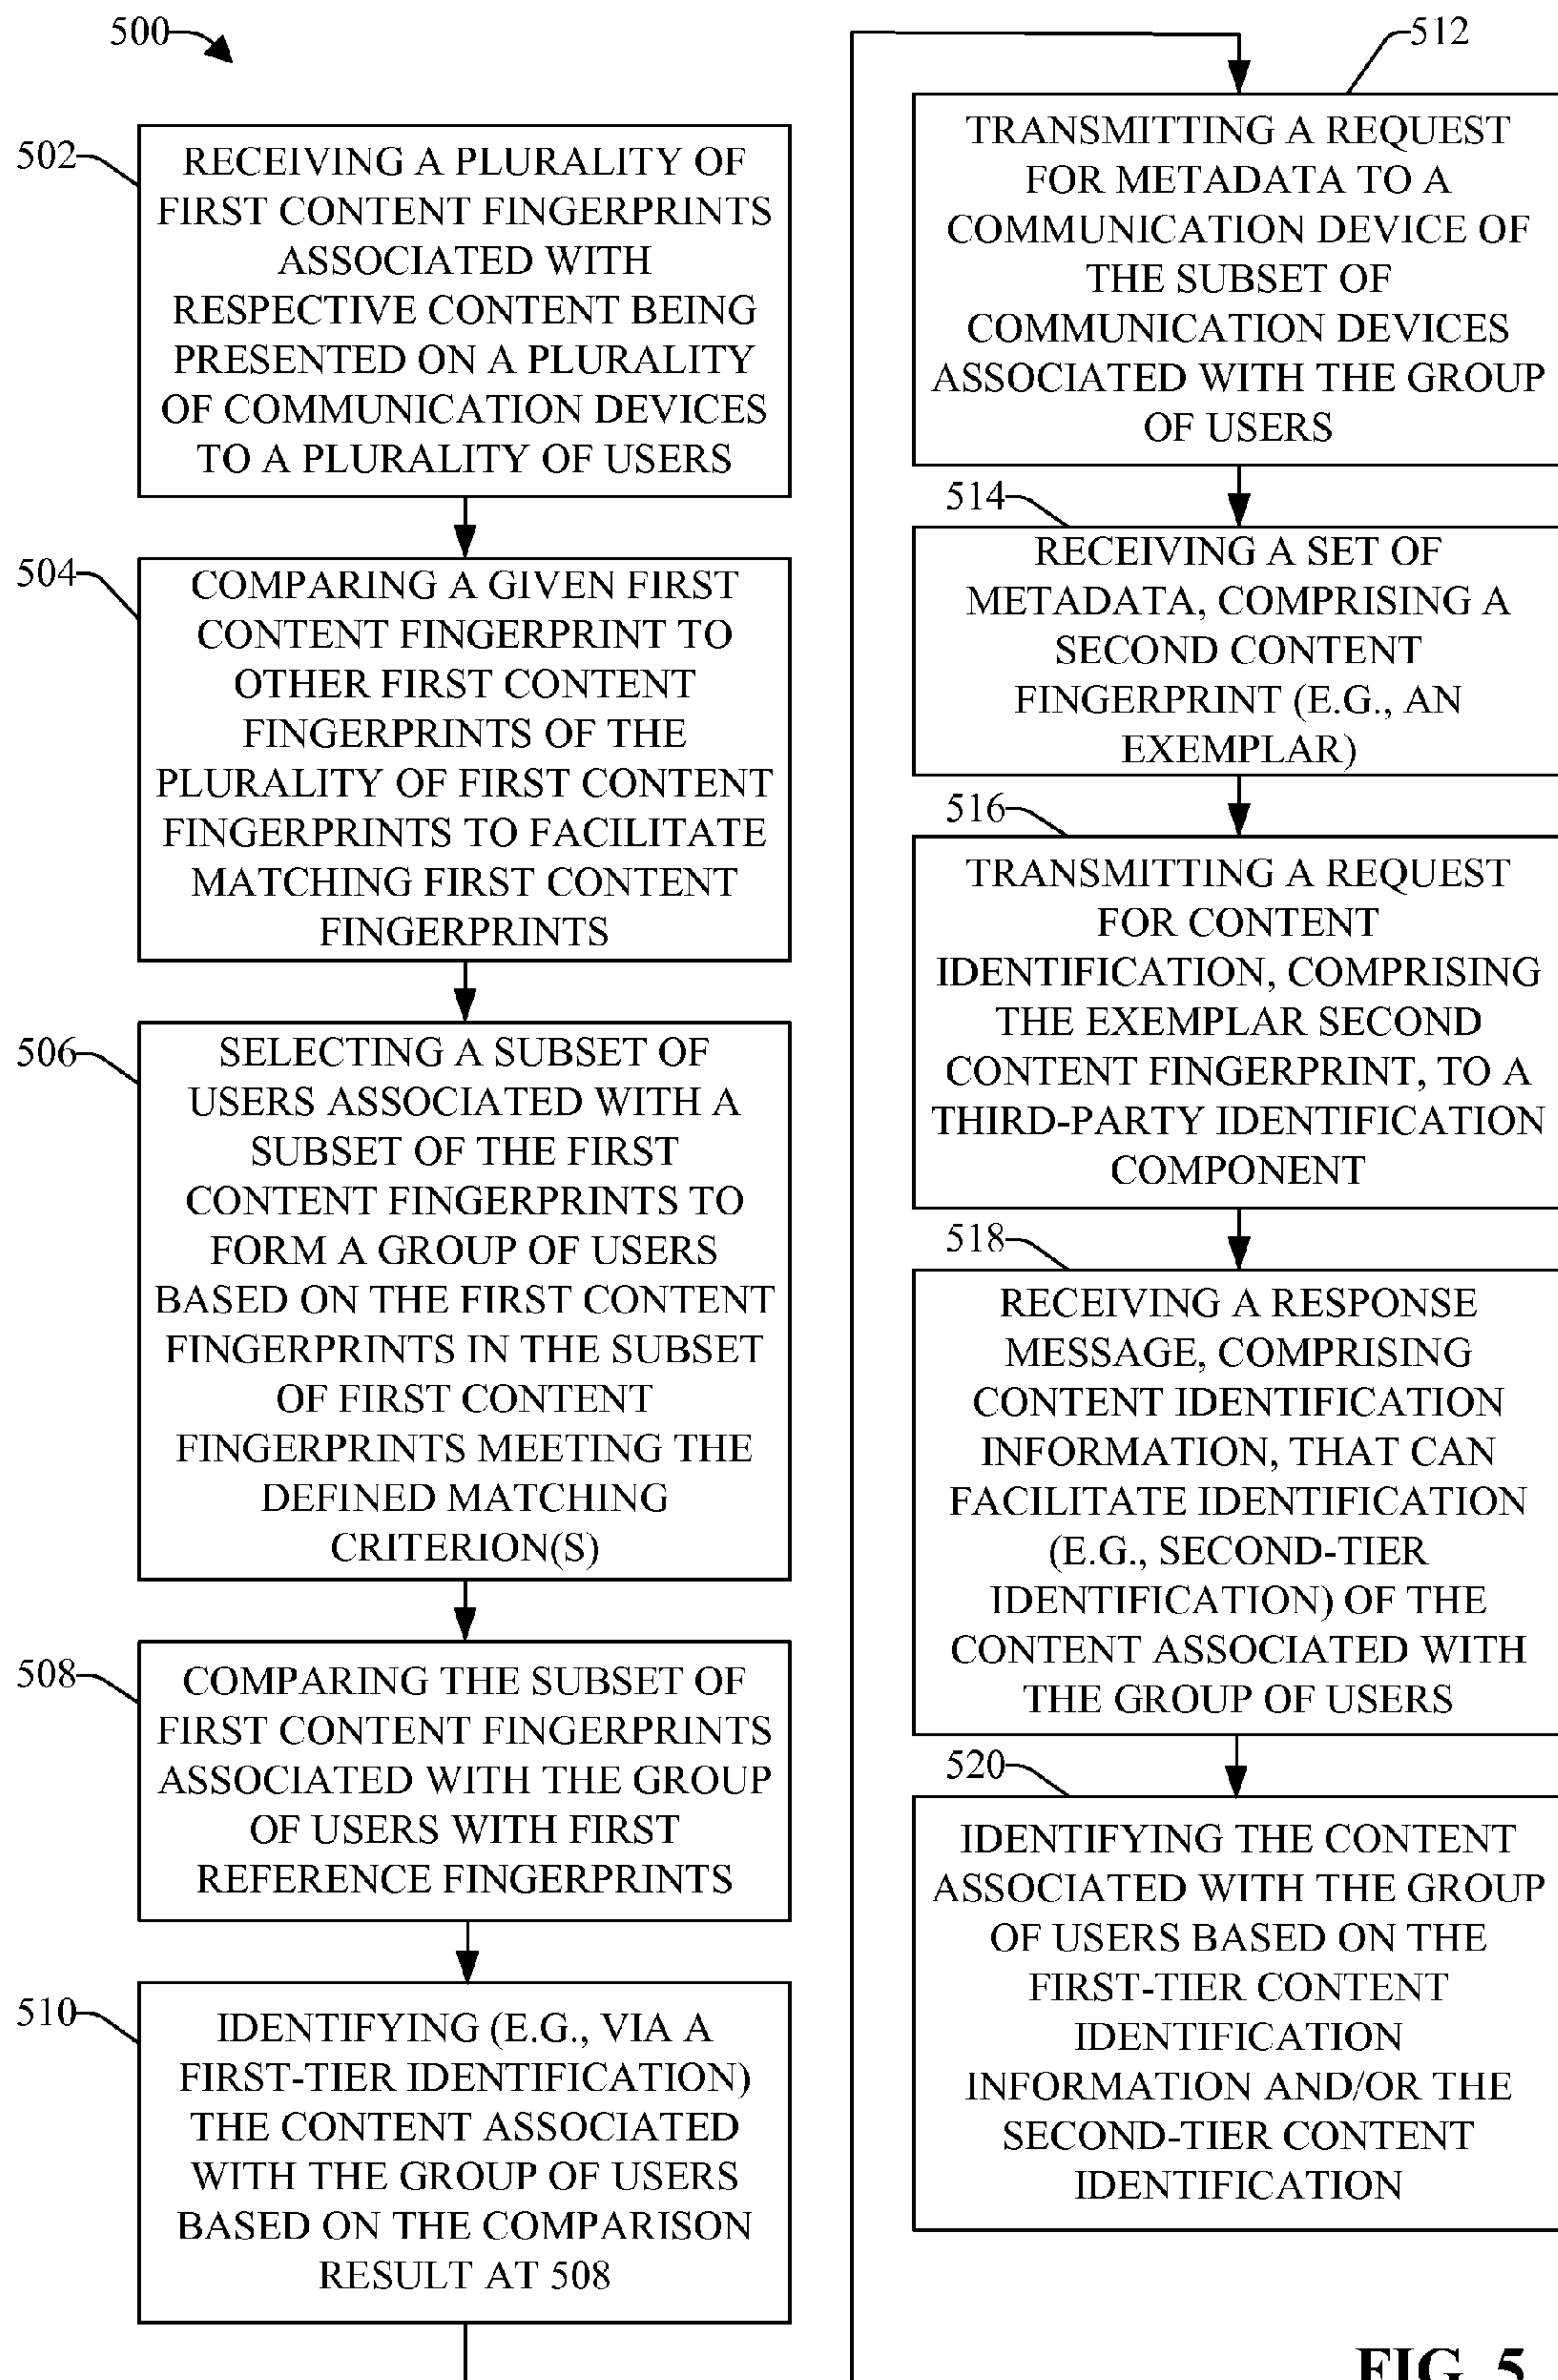 500
502
RECEIVING A PLURALITY OF
FIRST CONTENT FINGERPRINTS
ASSOCIATED WITH
RESPECTIVE CONTENT BEING
PRESENTED ON A PLURALITY
OF COMMUNICATION DEVICES
TO A PLURALITY OF USERS
504
COMPARING A GIVEN FIRST
CONTENT FINGERPRINT TO
OTHER FIRST CONTENT
FINGERPRINTS OF THE
PLURALITY OF FIRST CONTENT
FINGERPRINTS TO FACILITATE
MATCHING FIRST CONTENT
FINGERPRINTS
506
SELECTING A SUBSET OF
USERS ASSOCIATED WITH A
SUBSET OF THE FIRST
CONTENT FINGERPRINTS TO
FORM A GROUP OF USERS
BASED ON THE FIRST CONTENT
FINGERPRINTS IN THE SUBSET
OF FIRST CONTENT
FINGERPRINTS MEETING THE
DEFINED MATCHING
CRITERION(S)
508
COMPARING THE SUBSET OF
FIRST CONTENT FINGERPRINTS
ASSOCIATED WITH THE GROUP
OF USERS WITH FIRST
REFERENCE FINGERPRINTS
510
IDENTIFYING (E.G., VIA A
FIRST-TIER IDENTIFICATION)
THE CONTENT ASSOCIATED
WITH THE GROUP OF USERS
BASED ON THE COMPARISON
RESULT AT 508
512
TRANSMITTING A REQUEST
FOR METADATA TO A
COMMUNICATION DEVICE OF
THE SUBSET OF
COMMUNICATION DEVICES
ASSOCIATED WITH THE GROUP
OF USERS
514
RECEIVING A SET OF
METADATA, COMPRISING A
SECOND CONTENT
FINGERPRINT (E.G., AN
EXEMPLAR)
516
TRANSMITTING A REQUEST
FOR CONTENT
IDENTIFICATION, COMPRISING
THE EXEMPLAR SECOND
CONTENT FINGERPRINT, TO A
THIRD-PARTY IDENTIFICATION
COMPONENT
518
RECEIVING A RESPONSE
MESSAGE, COMPRISING
CONTENT IDENTIFICATION
INFORMATION, THAT CAN
FACILITATE IDENTIFICATION
(E.G., SECOND-TIER
IDENTIFICATION) OF THE
CONTENT ASSOCIATED WITH
THE GROUP OF USERS
520
IDENTIFYING THE CONTENT
ASSOCIATED WITH THE GROUP
OF USERS BASED ON THE
FIRST-TIER CONTENT
IDENTIFICATION
INFORMATION AND/OR THE
SECOND-TIER CONTENT
IDENTIFICATION
FIG. 5